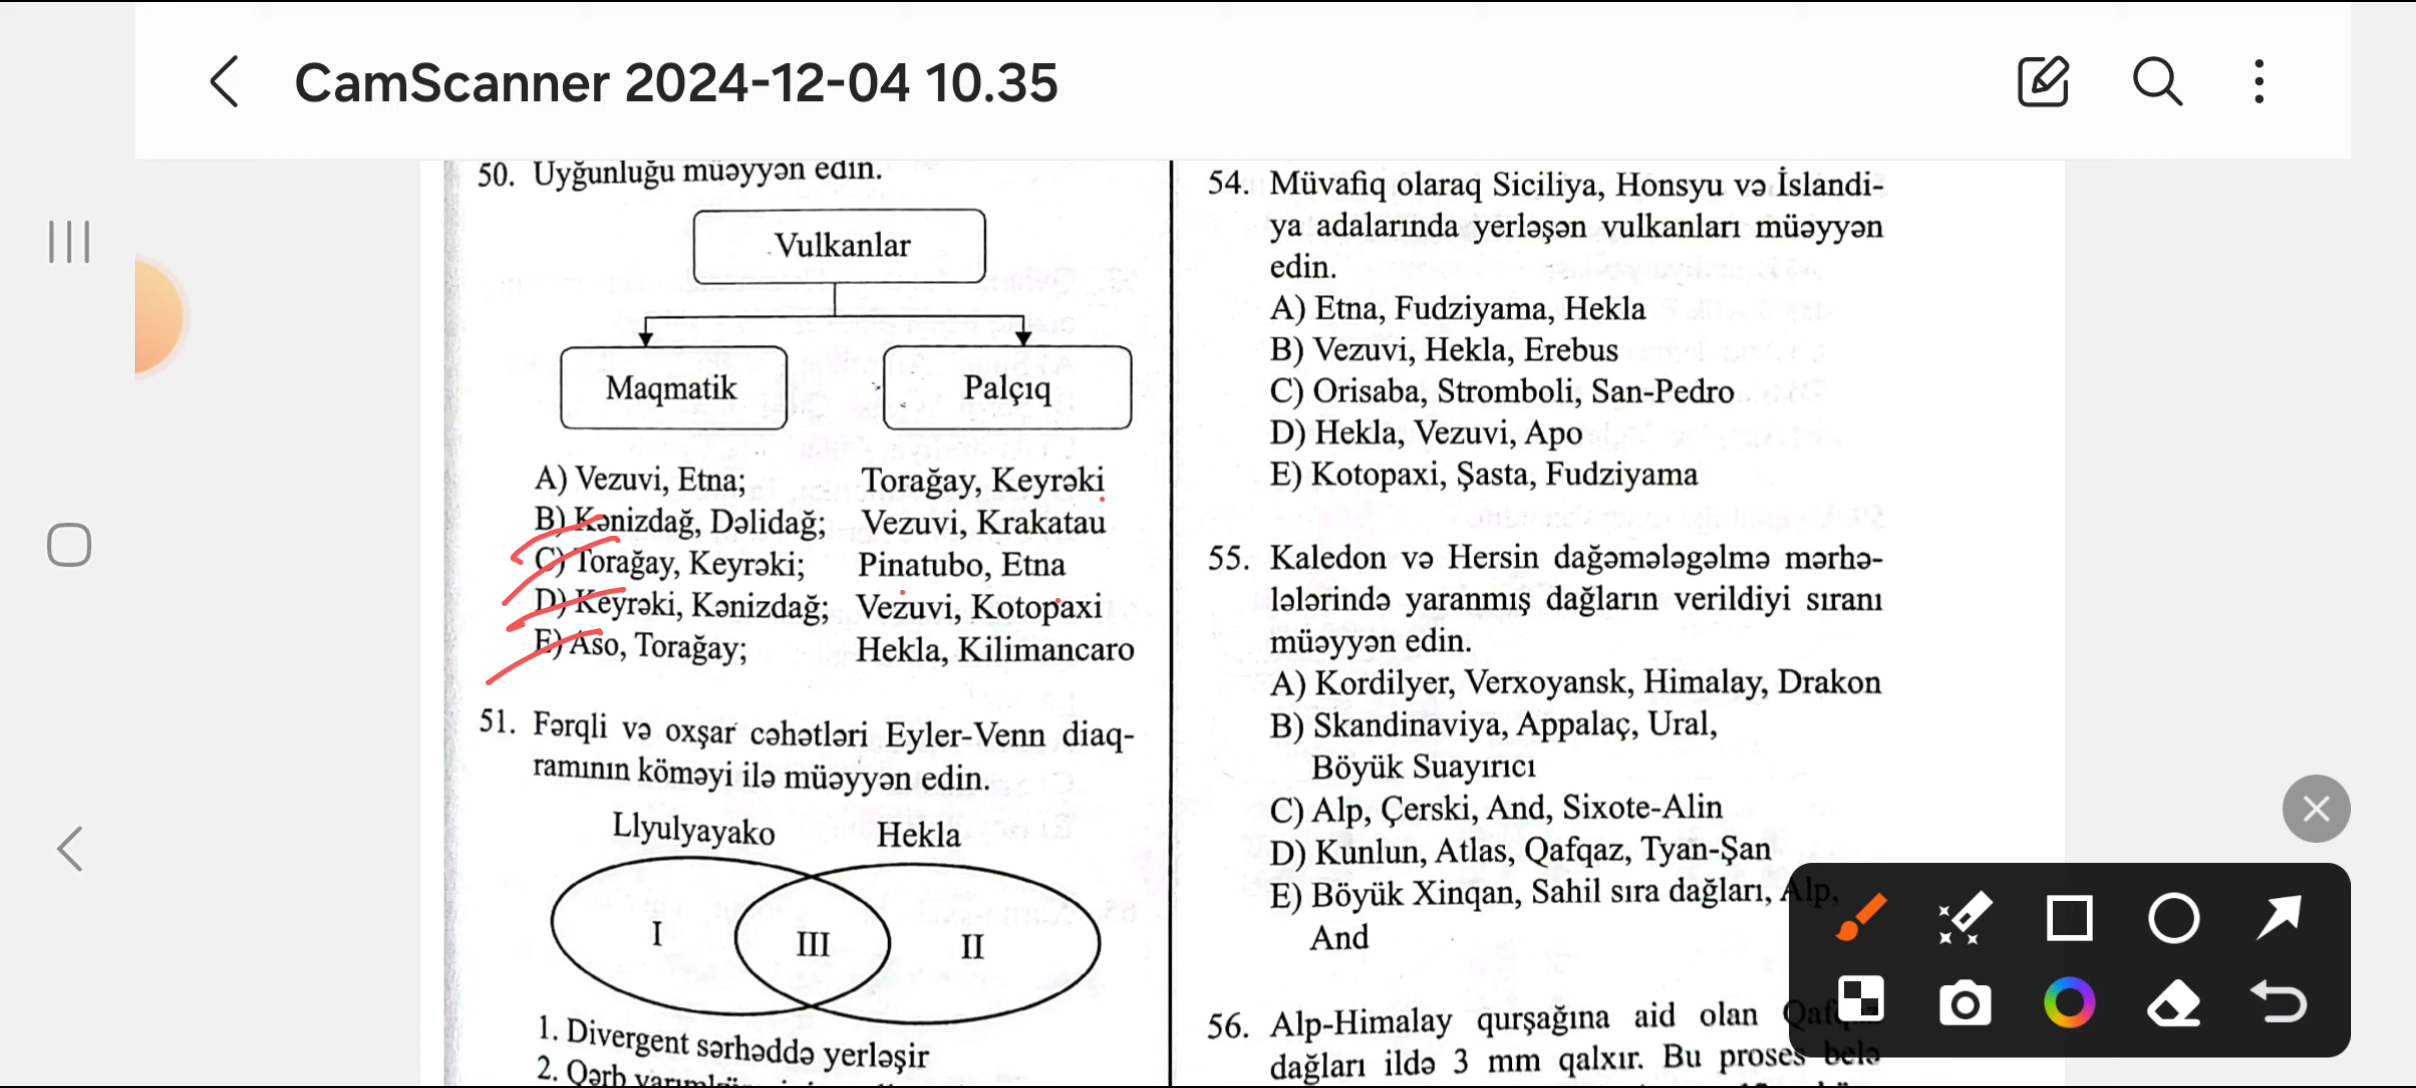 CamScanner 2024-12-04 10.35
50. Uyğunluğu müəyyən edin.
Vulkanlar
Maqmatik
Palçıq
A) Vezuvi, Etna; Torağay, Keyrəki
B) Kənizdağ, Dəlidağ; Vezuvi, Krakatau
C) Torağay, Keyrəki; Pinatubo, Etna
D) Keyrəki, Kənizdağ; Vezuvi, Kotopaxi
E) Aso, Torağay; Hekla, Kilimancaro
51. Fərqli və oxşar cəhətləri Eyler-Venn diaq-
ramının köməyi ilə müəyyən edin.
Llyulyayako Hekla
I III II
1. Divergent sərhəddə yerləşir
2. Qərb
54. Müvafiq olaraq Siciliya, Honsyu və İslandi-
ya adalarında yerləşən vulkanları müəyyən
edin.
A) Etna, Fudziyama, Hekla
B) Vezuvi, Hekla, Erebus
C) Orisaba, Stromboli, San-Pedro
D) Hekla, Vezuvi, Apo
E) Kotopaxi, Şasta, Fudziyama
55. Kaledon və Hersin dağəmələgəlmə mərhə-
lələrində yaranmış dağların verildiyi sıranı
müəyyən edin.
A) Kordilyer, Verxoyansk, Himalay, Drakon
B) Skandinaviya, Appalaç, Ural,
Böyük Suayırıcı
C) Alp, Çerski, And, Sixote-Alin
D) Kunlun, Atlas, Qafqaz, Tyan-Şan
E) Böyük Xinqan, Sahil sıra dağları, Alp,
And
56. Alp-Himalay qurşağına aid olan
dağları ildə 3 mm qalxır. Bu proses belə